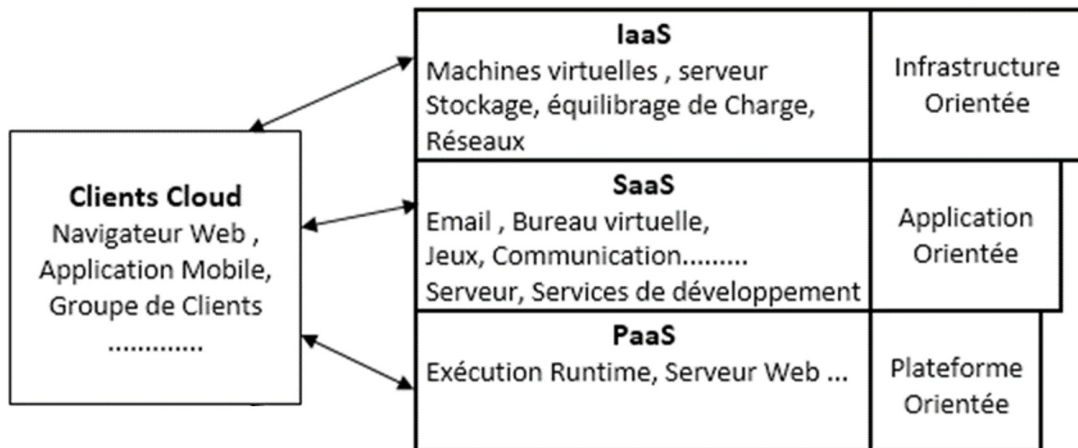 Clients Cloud
Navigateur Web ,
Application Mobile,
Groupe de Clients
.............
IaaS
Machines virtuelles , serveur
Stockage, équilibrage de Charge,
Réseaux
Infrastructure
Orientée
SaaS
Email , Bureau virtuelle,
Jeux, Communication.........
Serveur, Services de développement
Application
Orientée
PaaS
Exécution Runtime, Serveur Web ...
Plateforme
Orientée